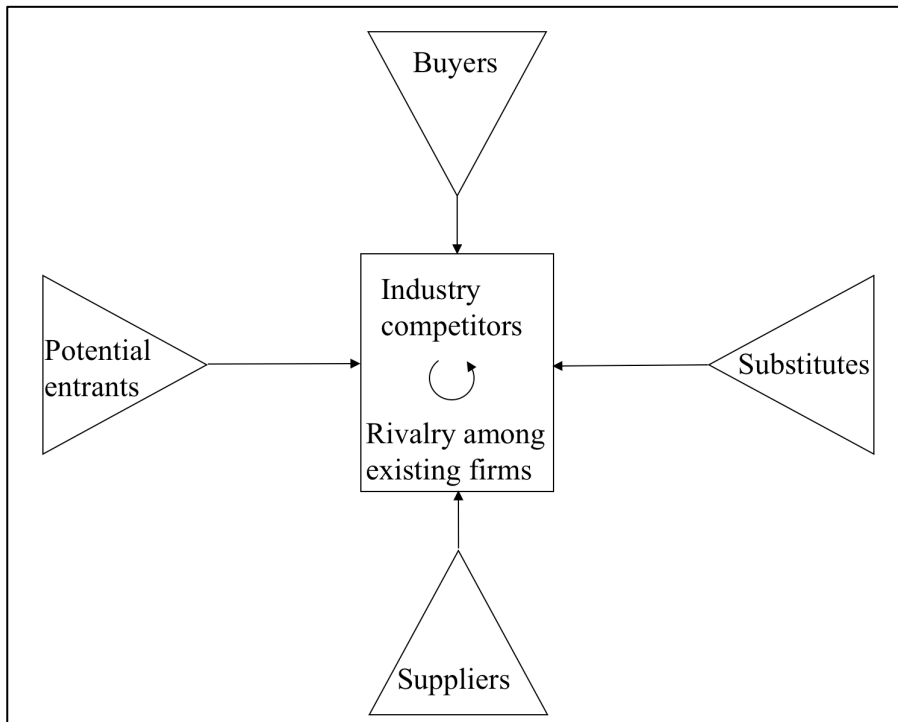 Buyers
Industry
competitors
Potential
entrants
Substitutes
Rivalry among
existing firms
Suppliers